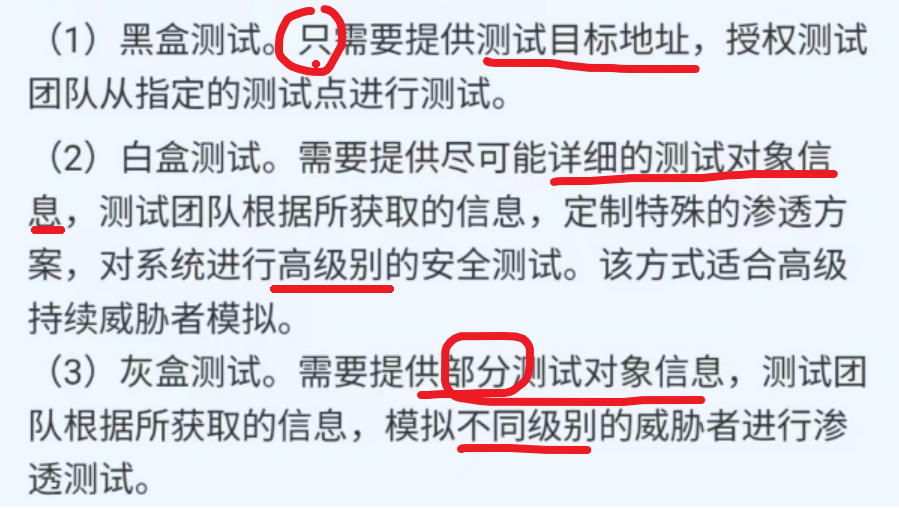 （1）黑盒测试。只需要提供测试目标地址，授权测试
团队从指定的测试点进行测试。
（2）白盒测试。需要提供尽可能详细的测试对象信
息，测试团队根据所获取的信息，定制特殊的渗透方
案，对系统进行高级别的安全测试。该方式适合高级
持续威胁者模拟。
（3）灰盒测试。需要提供部分测试对象信息，测试团
队根据所获取的信息，模拟不同级别的威胁者进行渗
透测试。